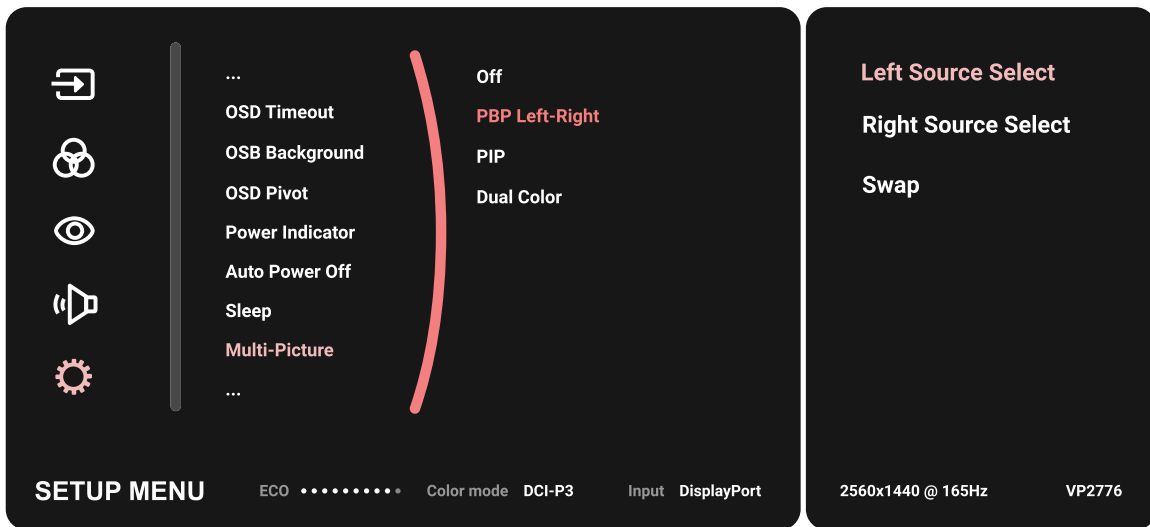 ...
OSD Timeout
OSB Background
OSD Pivot
Power Indicator
Auto Power Off
Sleep
Multi-Picture
...
Off
PBP Left-Right
PIP
Dual Color
Left Source Select
Right Source Select
Swap
SETUP MENU
ECO
Color mode DCI-P3
Input DisplayPort
2560x1440 @ 165Hz
VP2776